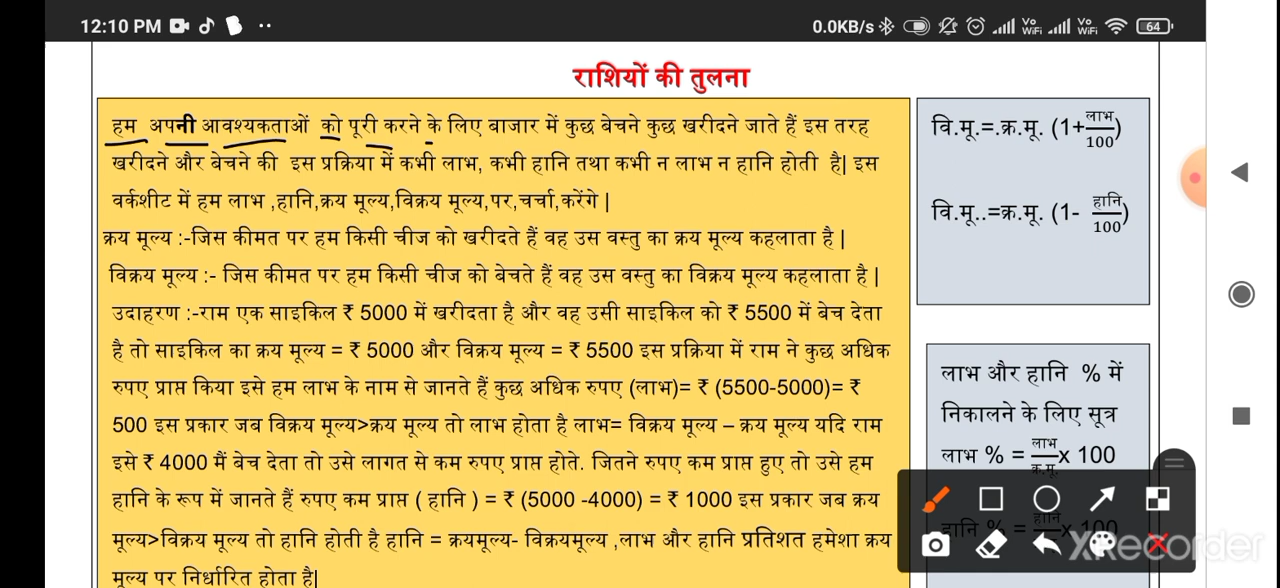 12:10 PM
0.0KB/s
Vo WiFi
Vo WiFi
64
राशियों की तुलना
हम अपनी आवश्यकताओं को पूरी करने के लिए बाजार में कुछ बेचने कुछ खरीदने जाते हैं इस तरह
खरीदने और बेचने की इस प्रक्रिया में कभी लाभ, कभी हानि तथा कभी न लाभ न हानि होती है| इस
वर्कशीट में हम लाभ ,हानि,क्रय मूल्य,विक्रय मूल्य,पर,चर्चा,करेंगे |
क्रय मूल्य :-जिस कीमत पर हम किसी चीज को खरीदते हैं वह उस वस्तु का क्रय मूल्य कहलाता है |
विक्रय मूल्य :- जिस कीमत पर हम किसी चीज को बेचते हैं वह उस वस्तु का विक्रय मूल्य कहलाता है |
उदाहरण :-राम एक साइकिल ₹ 5000 में खरीदता है और वह उसी साइकिल को ₹ 5500 में बेच देता
है तो साइकिल का क्रय मूल्य = ₹ 5000 और विक्रय मूल्य = ₹ 5500 इस प्रक्रिया में राम ने कुछ अधिक
रुपए प्राप्त किया इसे हम लाभ के नाम से जानते हैं कुछ अधिक रुपए (लाभ)= ₹ (5500-5000)= ₹
500 इस प्रकार जब विक्रय मूल्य>क्रय मूल्य तो लाभ होता है लाभ= विक्रय मूल्य – क्रय मूल्य यदि राम
इसे ₹ 4000 मैं बेच देता तो उसे लागत से कम रुपए प्राप्त होते. जितने रुपए कम प्राप्त हुए तो उसे हम
हानि के रूप में जानते हैं रुपए कम प्राप्त ( हानि ) = ₹ (5000 -4000) = ₹ 1000 इस प्रकार जब क्रय
मूल्य>विक्रय मूल्य तो हानि होती है हानि = क्रयमूल्य- विक्रयमूल्य ,लाभ और हानि प्रतिशत हमेशा क्रय
मूल्य पर निर्धारित होता है|
वि.मू.=.क्र.मू. (1+लाभ/100)
वि.मू..=क्र.मू. (1- हानि/100)
लाभ और हानि % में
निकालने के लिए सूत्र
लाभ % = लाभ/क्र.मू. x 100
हानि % = हानि x 100
XRecorder